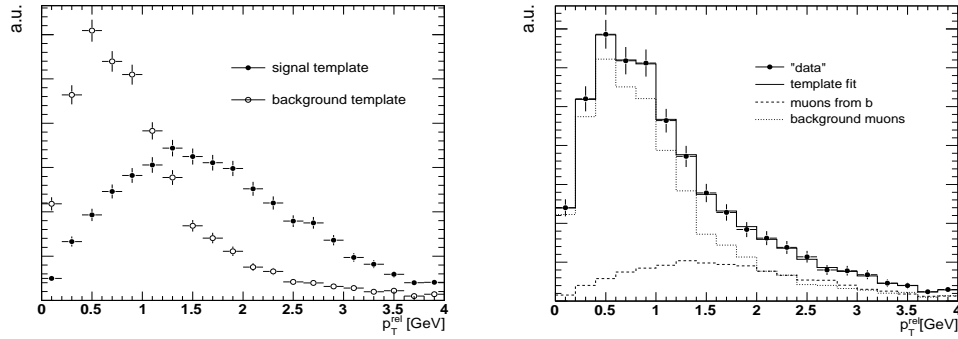 a.u.
signal template
background template
0 0.5 1 1.5 2 2.5 3 3.5 4
p_T^rel [GeV]
a.u.
"data"
template fit
muons from b
background muons
0 0.5 1 1.5 2 2.5 3 3.5 4
p_T^rel [GeV]